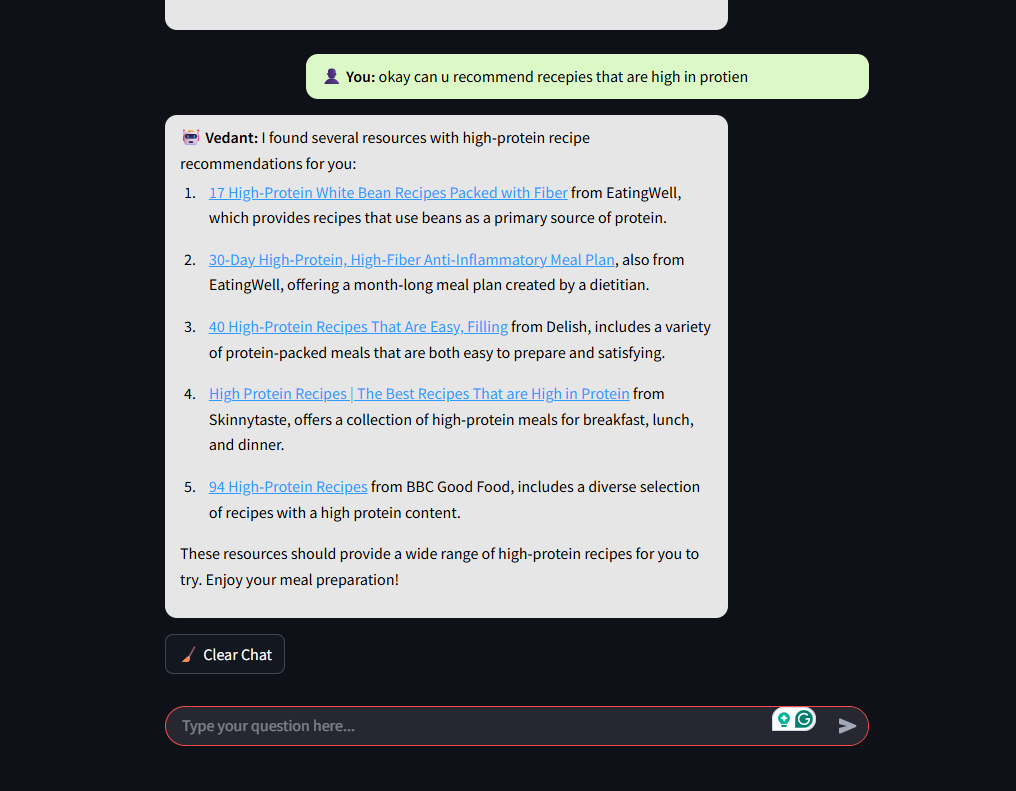 You: okay can u recommend recepies that are high in protien
Vedant: I found several resources with high-protein recipe
recommendations for you:
1. 17 High-Protein White Bean Recipes Packed with Fiber from EatingWell,
which provides recipes that use beans as a primary source of protein.
2. 30-Day High-Protein, High-Fiber Anti-Inflammatory Meal Plan, also from
EatingWell, offering a month-long meal plan created by a dietitian.
3. 40 High-Protein Recipes That Are Easy, Filling from Delish, includes a variety
of protein-packed meals that are both easy to prepare and satisfying.
4. High Protein Recipes | The Best Recipes That are High in Protein from
Skinnytaste, offers a collection of high-protein meals for breakfast, lunch,
and dinner.
5. 94 High-Protein Recipes from BBC Good Food, includes a diverse selection
of recipes with a high protein content.
These resources should provide a wide range of high-protein recipes for you to
try. Enjoy your meal preparation!
Clear Chat
Type your question here...